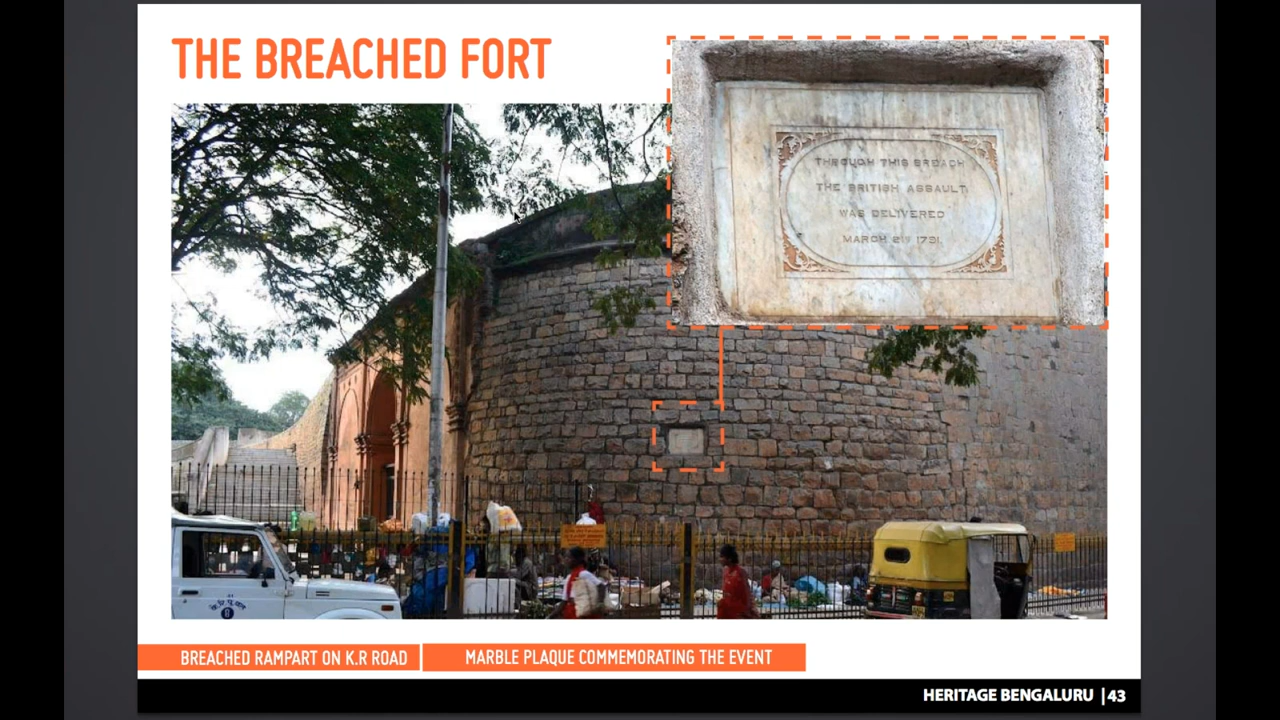 THE BREACHED FORT
THROUGH THIS BREACH
THE BRITISH ASSAULT
WAS DELIVERED
MARCH 21ST 1791
BREACHED RAMPART ON K.R ROAD
MARBLE PLAQUE COMMEMORATING THE EVENT
HERITAGE BENGALURU |43